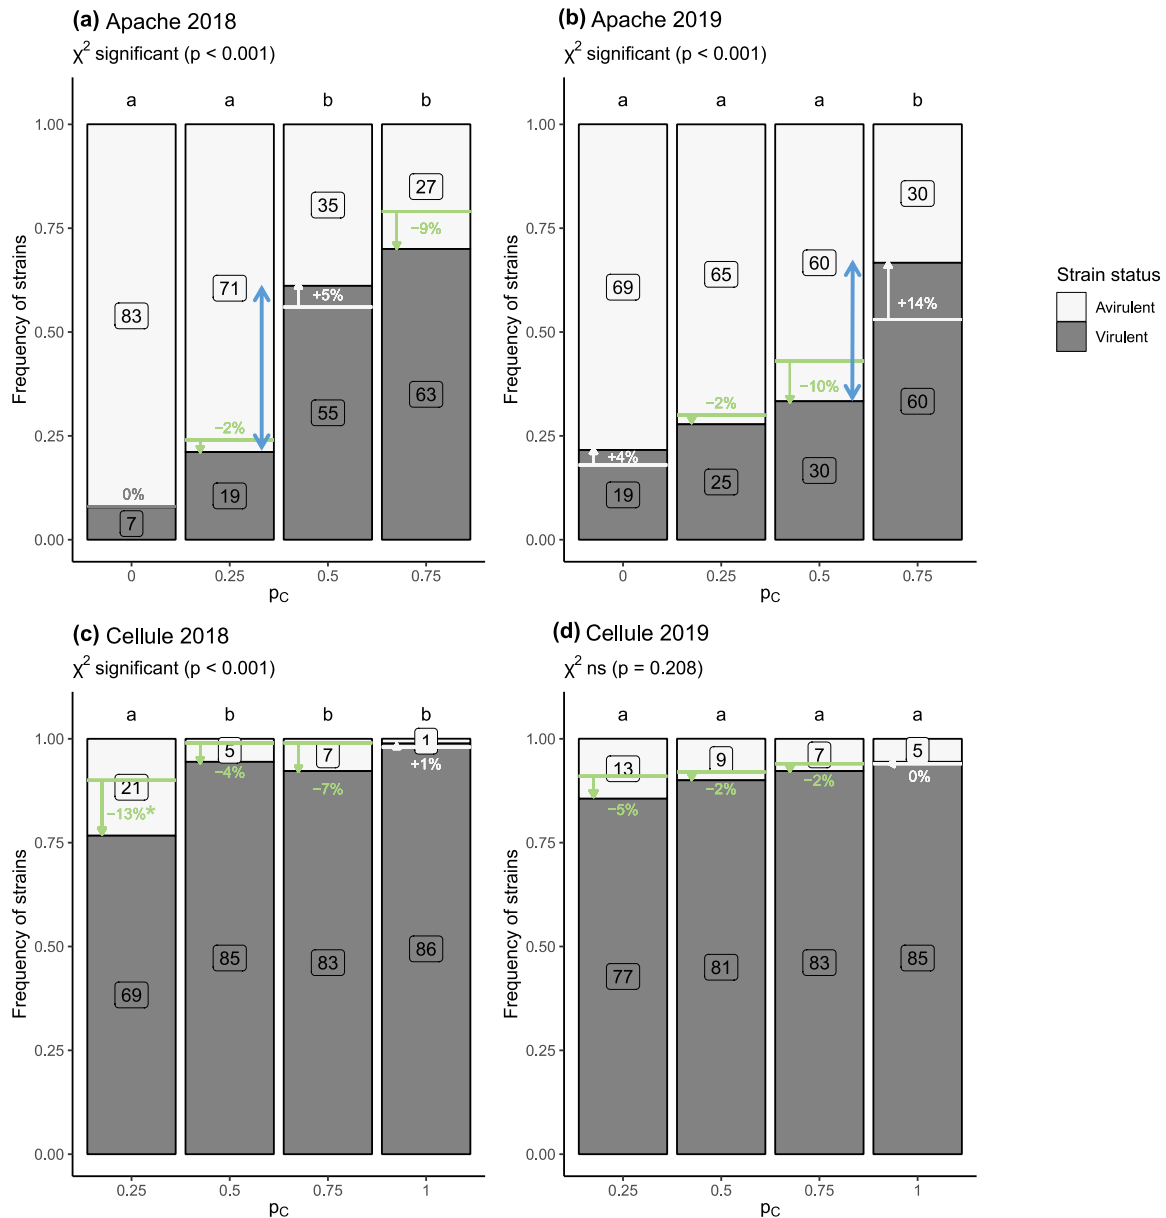 (a) Apache 2018
χ² significant (p < 0.001)
a a b b
1.00
0.75
0.50
0.25
0.00
Frequency of strains
83
71
35
27
0%
−2%
+5%
−9%
7
19
55
63
0 0.25 0.5 0.75
pC
(b) Apache 2019
χ² significant (p < 0.001)
a a a b
1.00
0.75
0.50
0.25
0.00
Frequency of strains
69
65
60
30
+4%
−2%
−10%
+14%
19
25
30
60
0 0.25 0.5 0.75
pC
Strain status
Avirulent
Virulent
(c) Cellule 2018
χ² significant (p < 0.001)
a b b b
1.00
0.75
0.50
0.25
0.00
Frequency of strains
21
5
7
1
−13%*
−4%
−7%
+1%
69
85
83
86
0.25 0.5 0.75 1
pC
(d) Cellule 2019
χ² ns (p = 0.208)
a a a a
1.00
0.75
0.50
0.25
0.00
Frequency of strains
13
9
7
5
−5%
−2%
−2%
0%
77
81
83
85
0.25 0.5 0.75 1
pC